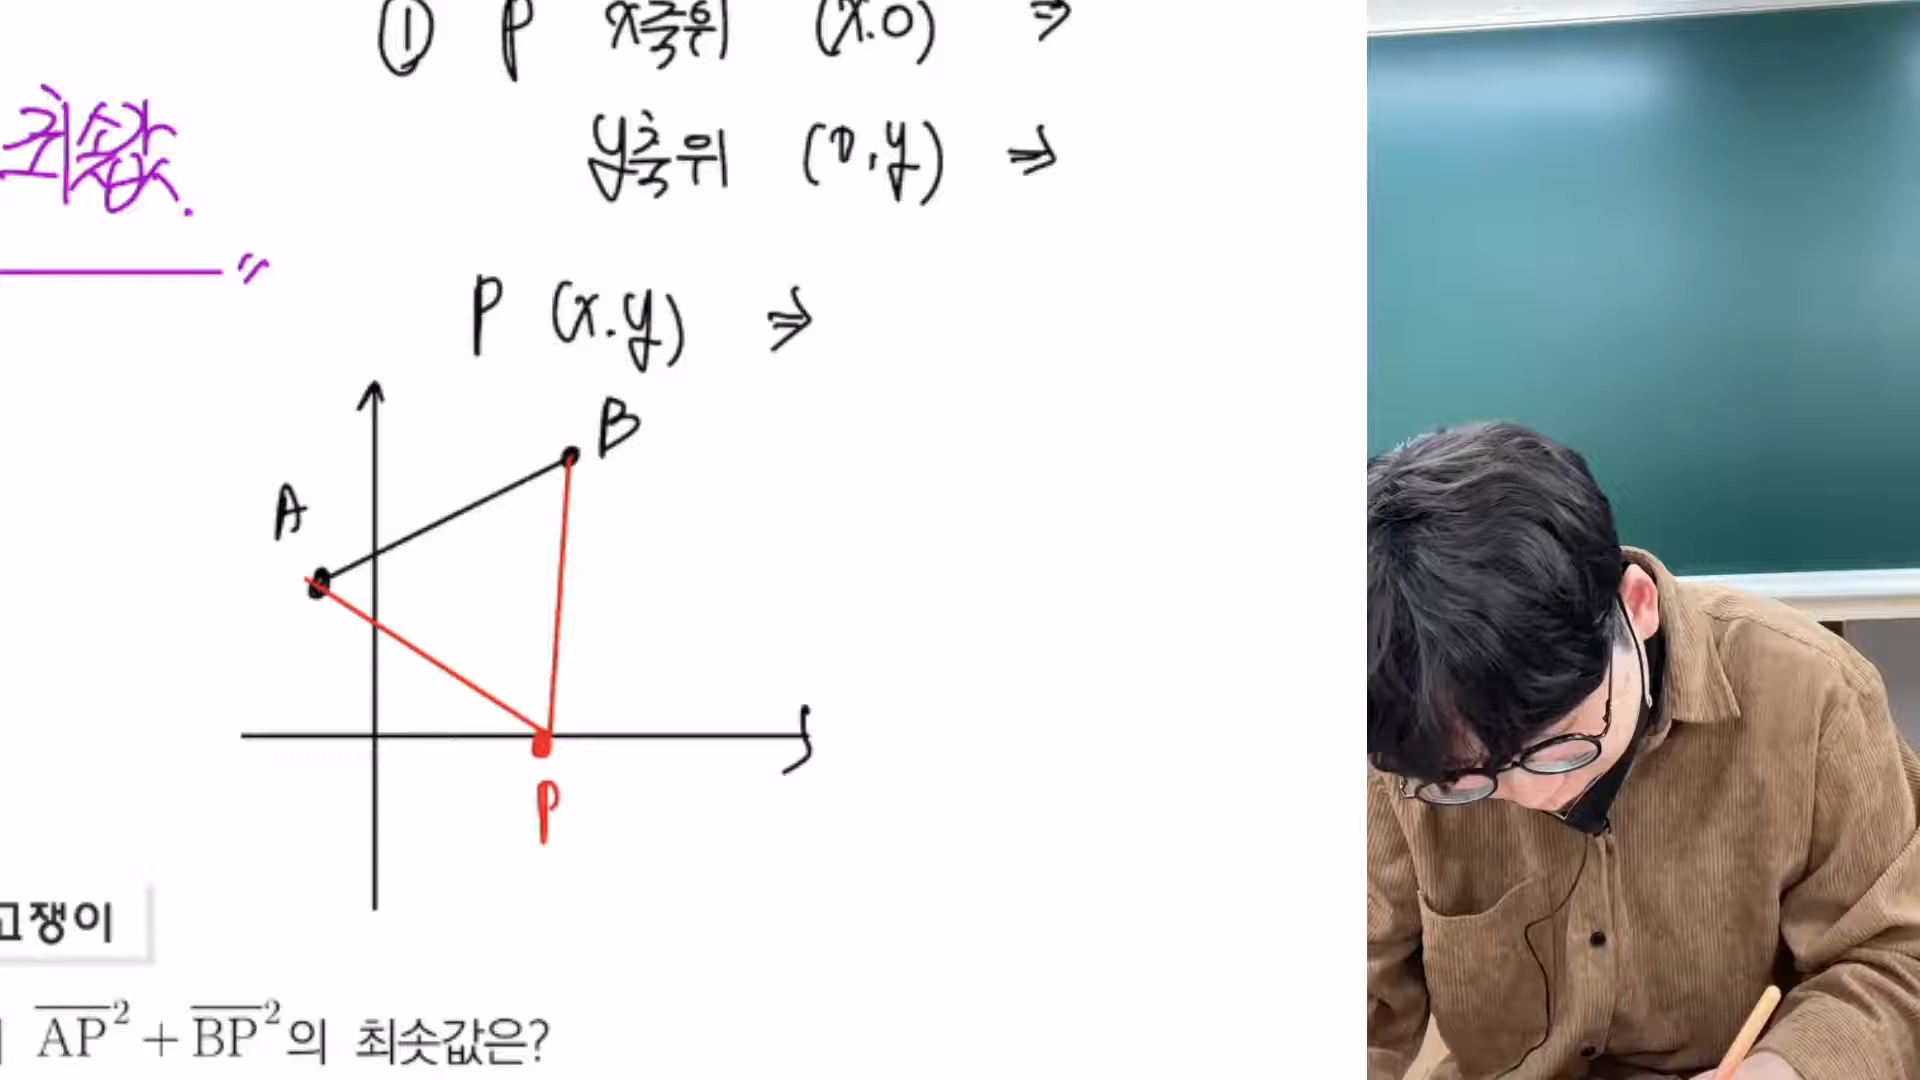 ① P x축위 (x.0) ⇒
최솟값.
y축위 (0,y) ⇒
P (x.y) ⇒
B
A
P
고쟁이
AP² + BP²의 최솟값은?